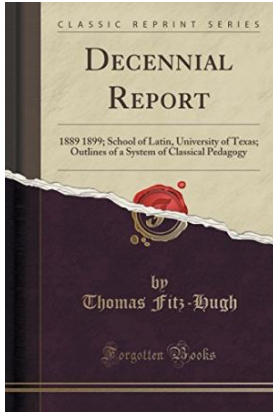 CLASSIC REPRINT SERIES
DECENNIAL
REPORT
1889 1899; School of Latin, University of Texas;
Outlines of a System of Classical Pedagogy
by
Thomas Fitz-Hugh
Forgotten Books